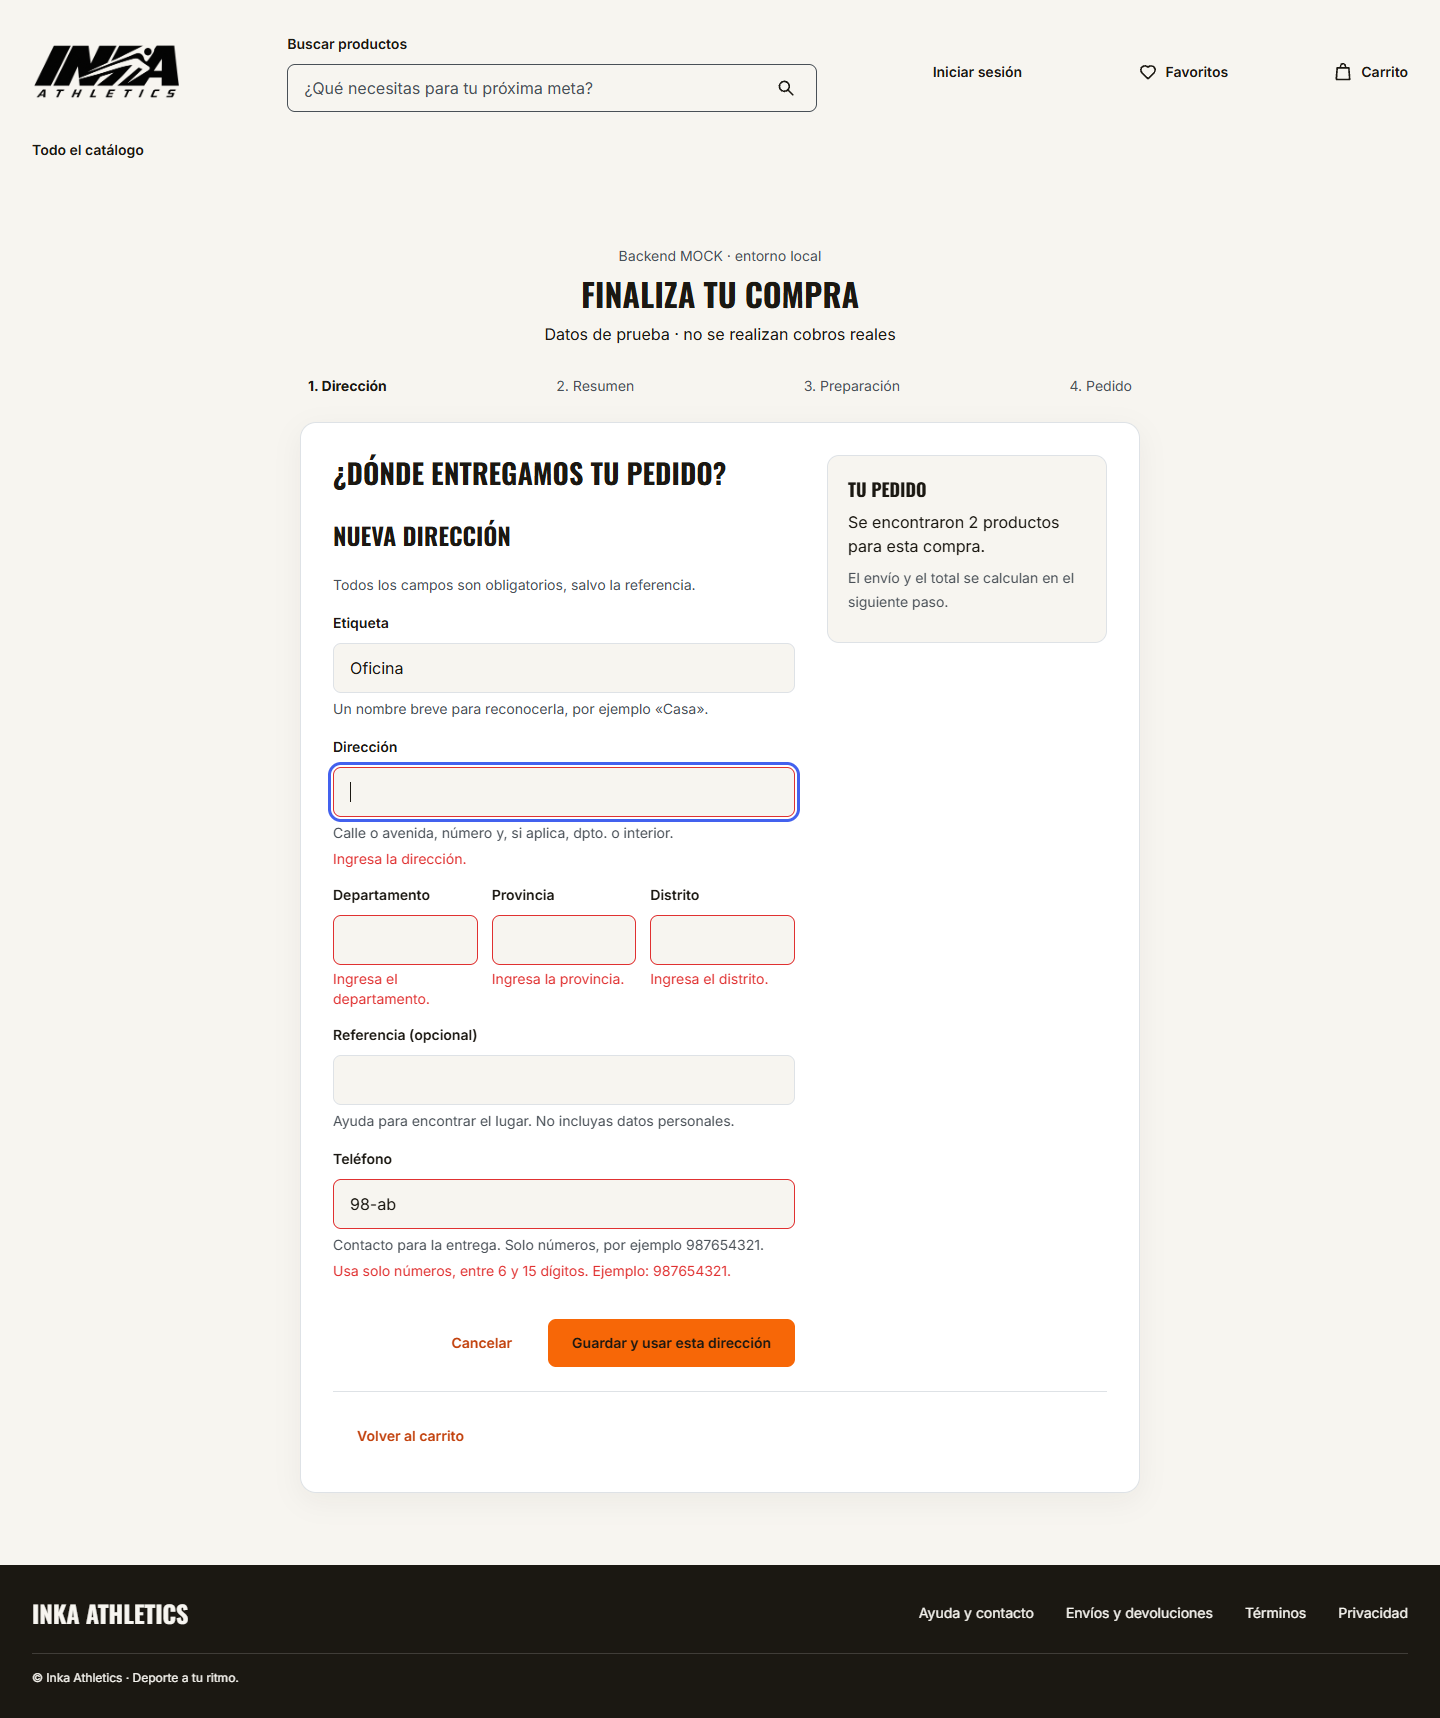 INKA
ATHLETICS
Buscar productos
¿Qué necesitas para tu próxima meta?
Iniciar sesión
Favoritos
Carrito
Todo el catálogo
Backend MOCK · entorno local
FINALIZA TU COMPRA
Datos de prueba · no se realizan cobros reales
1. Dirección
2. Resumen
3. Preparación
4. Pedido
¿DÓNDE ENTREGAMOS TU PEDIDO?
NUEVA DIRECCIÓN
Todos los campos son obligatorios, salvo la referencia.
Etiqueta
Oficina
Un nombre breve para reconocerla, por ejemplo «Casa».
Dirección
Calle o avenida, número y, si aplica, dpto. o interior.
Ingresa la dirección.
Departamento
Provincia
Distrito
Ingresa el
departamento.
Ingresa la provincia.
Ingresa el distrito.
Referencia (opcional)
Ayuda para encontrar el lugar. No incluyas datos personales.
Teléfono
98-ab
Contacto para la entrega. Solo números, por ejemplo 987654321.
Usa solo números, entre 6 y 15 dígitos. Ejemplo: 987654321.
Cancelar
Guardar y usar esta dirección
Volver al carrito
TU PEDIDO
Se encontraron 2 productos
para esta compra.
El envío y el total se calculan en el
siguiente paso.
INKA ATHLETICS
Ayuda y contacto
Envíos y devoluciones
Términos
Privacidad
© Inka Athletics · Deporte a tu ritmo.